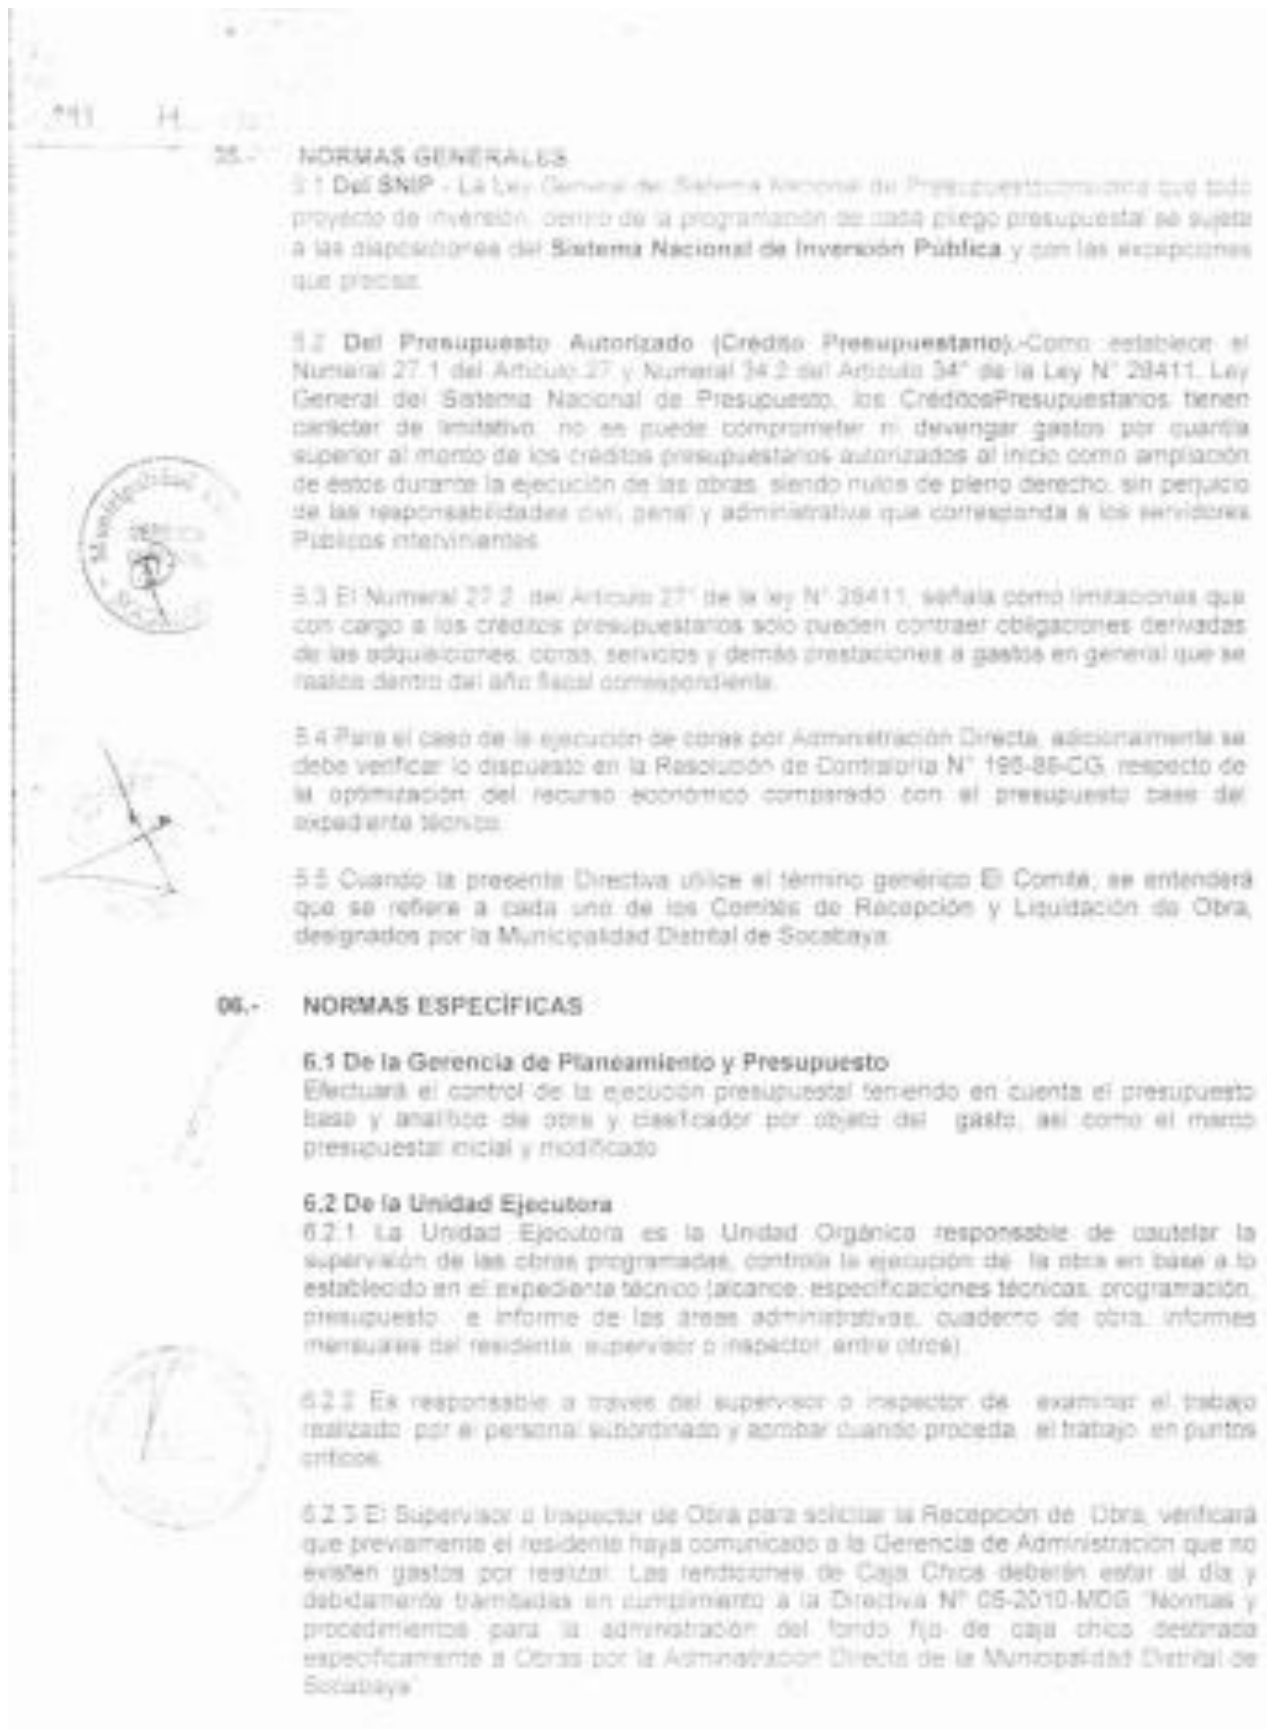 NORMAS GENERALES
5.1 Del SNIP - La Ley General del Sistema Nacional de Presupuesto considera que todo
proyecto de inversión, dentro de la programación de cada pliego presupuestal se sujeta
a las disposiciones del Sistema Nacional de Inversión Pública y con las excepciones
que precisa.
5.2 Del Presupuesto Autorizado (Crédito Presupuestario).-Como establece el
Numeral 27.1 del Artículo 27 y Numeral 34.2 del Artículo 34° de la Ley N° 28411, Ley
General del Sistema Nacional de Presupuesto, los CréditosPresupuestarios tienen
carácter de limitativo, no se puede comprometer ni devengar gastos por cuantía
superior al monto de los créditos presupuestarios autorizados al inicio como ampliación
de éstos durante la ejecución de las obras, siendo nulos de pleno derecho, sin perjuicio
de las responsabilidades civil, penal y administrativa que corresponda a los servidores
Públicos intervinientes.
Municipalidad
5.3 El Numeral 27.2 del Artículo 27° de la ley N° 28411, señala como limitaciones que
con cargo a los créditos presupuestarios solo pueden contraer obligaciones derivadas
de las adquisiciones, obras, servicios y demás prestaciones a gastos en general que se
realice dentro del año fiscal correspondiente.
5.4 Para el caso de la ejecución de obras por Administración Directa, adicionalmente se
debe verificar lo dispuesto en la Resolución de Contraloría N° 195-88-CG, respecto de
la optimización del recurso económico comparado con el presupuesto base del
expediente técnico.
5.5 Cuando la presente Directiva utilice el término genérico El Comité, se entenderá
que se refiere a cada uno de los Comités de Recepción y Liquidación de Obra,
designados por la Municipalidad Distrital de Socabaya.
06.- NORMAS ESPECÍFICAS
6.1 De la Gerencia de Planeamiento y Presupuesto
Efectuará el control de la ejecución presupuestal teniendo en cuenta el presupuesto
base y analítico de obra y clasificador por objeto del gasto, así como el marco
presupuestal inicial y modificado
6.2 De la Unidad Ejecutora
6.2.1 La Unidad Ejecutora es la Unidad Orgánica responsable de cautelar la
supervisión de las obras programadas, controla la ejecución de la obra en base a lo
establecido en el expediente técnico (alcance, especificaciones técnicas, programación,
presupuesto e informe de las áreas administrativas, cuaderno de obra, informes
mensuales del residente, supervisor o inspector, entre otros).
6.2.2 Es responsable a traves del supervisor o inspector de examinar el trabajo
realizado por el personal subordinado y aprobar cuando proceda, el trabajo en puntos
críticos.
6.2.3 El Supervisor o Inspector de Obra para solicitar la Recepción de Obra, verificará
que previamente el residente haya comunicado a la Gerencia de Administración que no
existen gastos por realizar. Las rendiciones de Caja Chica deberán estar al día y
debidamente tramitadas en cumplimiento a la Directiva N° 05-2010-MDG "Normas y
procedimientos para la administración del fondo fijo de caja chica destinada
específicamente a Obras por la Administración Directa de la Municipalidad Distrital de
Socabaya"